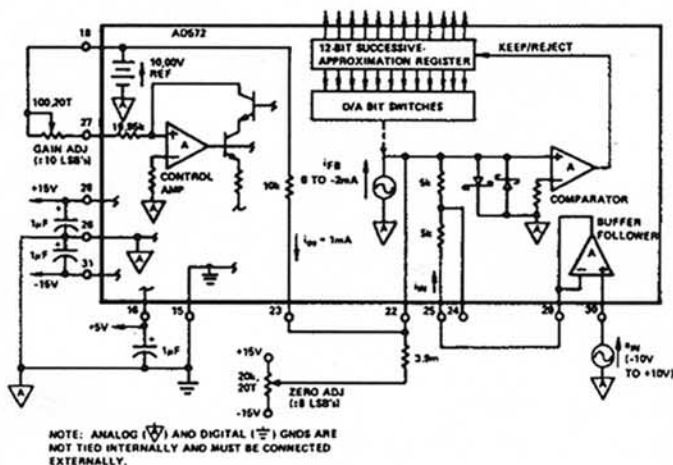 AD572
18
10,00V
REF
12-BIT SUCCESSIVE-
APPROXIMATION REGISTER
KEEP/REJECT
D/A BIT SWITCHES
100,20T
27
GAIN ADJ
(±10 LSB's)
A
CONTROL
AMP
10k
iFB
0 TO -2mA
5k
5k
A
COMPARATOR
BUFFER
FOLLOWER
A
+15V
28
1µF
26
1µF
-15V
31
A
A
A
A
A
= 1mA
iIN
16
15
23
22
25
24
29
30
+5V
1µF
3.9m
+15V
20k,
20T
-15V
ZERO ADJ
(±8 LSB's)
eIN
(-10V
TO +10V)
A
A
NOTE: ANALOG (A) AND DIGITAL ( ) GNDS ARE
NOT TIED INTERNALLY AND MUST BE CONNECTED
EXTERNALLY.